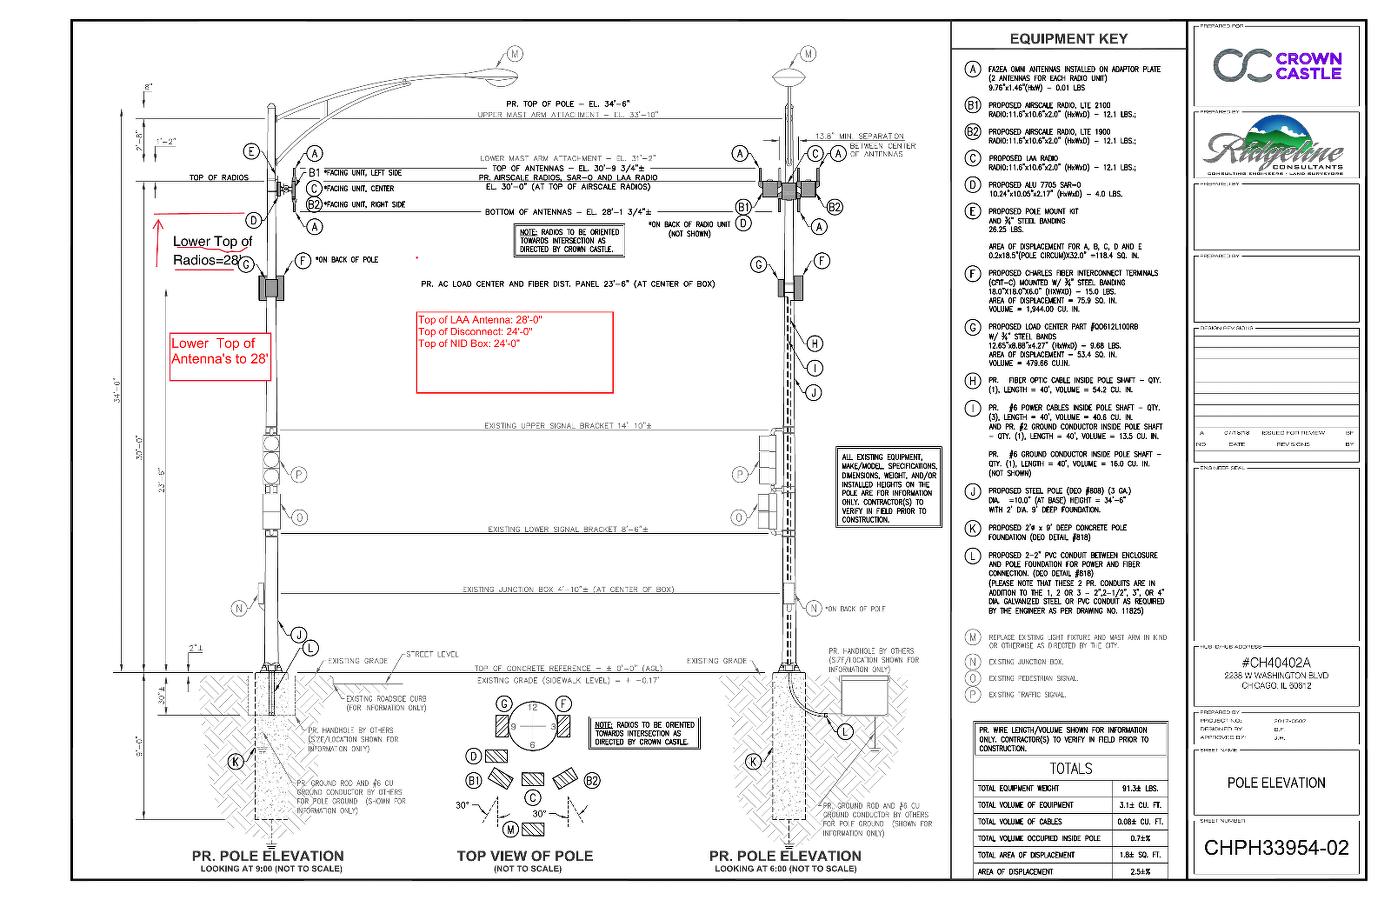 M
M
PR. TOP OF POLE - EL. 34'-6"
UPPER MAST ARM ATTACHMENT - EL. 33'-10"
2'-8"
1'-2"
13.8" MIN. SEPARATION
BETWEEN CENTER
OF ANTENNAS
E
A
A
C
A
LOWER MAST ARM ATTACHMENT - EL. 31'-2"
TOP OF ANTENNAS - EL. 30'-9 3/4"±
TOP OF RADIOS
B1 *FACING UNIT, LEFT SIDE
PR. AIRSCALE RADIOS, SAR-O AND LAA RADIO
C *FACING UNIT, CENTER
EL. 30'-0" (AT TOP OF AIRSCALE RADIOS)
B2 *FACING UNIT, RIGHT SIDE
B1
B2
BOTTOM OF ANTENNAS - EL. 28'-1 3/4"±
D
A
*ON BACK OF RADIO UNIT D
(NOT SHOWN)
A
NOTE: RADIOS TO BE ORIENTED
TOWARDS INTERSECTION AS
DIRECTED BY CROWN CASTLE.
Lower Top of
Radios=28'
G
F *ON BACK OF POLE
G
F
PR. AC LOAD CENTER AND FIBER DIST. PANEL 23'-6" (AT CENTER OF BOX)
Top of LAA Antenna: 28'-0"
Top of Disconnect: 24'-0"
Top of NID Box: 24'-0"
Lower Top of
Antenna's to 28'
H
I
J
34'-0"
30'-0"
23'-6"
EXISTING UPPER SIGNAL BRACKET 14'-10"±
P
P
ALL EXISTING EQUIPMENT,
MAKE/MODEL, SPECIFICATIONS,
DIMENSIONS, WEIGHT, AND/OR
INSTALLED HEIGHTS ON THE
POLE ARE FOR INFORMATION
ONLY. CONTRACTOR(S) TO
VERIFY IN FIELD PRIOR TO
CONSTRUCTION.
O
O
EXISTING LOWER SIGNAL BRACKET 8'-6"±
EXISTING JUNCTION BOX 4'-10"± (AT CENTER OF BOX)
N
N *ON BACK OF POLE
J
L
2"±
EXISTING GRADE
STREET LEVEL
TOP OF CONCRETE REFERENCE - ± 0'-0" (AGL)
EXISTING GRADE (SIDEWALK LEVEL) - ± -0.17'
EXISTING GRADE
PR. HANDHOLE BY OTHERS
(SIZE/LOCATION SHOWN FOR
INFORMATION ONLY)
30"±
EXISTING ROADSIDE CURB
(FOR INFORMATION ONLY)
PR. HANDHOLE BY OTHERS
(SIZE/LOCATION SHOWN FOR
INFORMATION ONLY)
9'-0"
K
PR. GROUND ROD AND #6 CU
GROUND CONDUCTOR BY OTHERS
FOR POLE GROUND (SHOWN FOR
INFORMATION ONLY)
G
F
12
9
3
6
NOTE: RADIOS TO BE ORIENTED
TOWARDS INTERSECTION AS
DIRECTED BY CROWN CASTLE.
D
B1
C
B2
30°
30°
M
L
K
PR. GROUND ROD AND #6 CU
GROUND CONDUCTOR BY OTHERS
FOR POLE GROUND (SHOWN FOR
INFORMATION ONLY)
PR. POLE ELEVATION
LOOKING AT 9:00 (NOT TO SCALE)
TOP VIEW OF POLE
(NOT TO SCALE)
PR. POLE ELEVATION
LOOKING AT 6:00 (NOT TO SCALE)
EQUIPMENT KEY
A FA2EA OMNI ANTENNAS INSTALLED ON ADAPTOR PLATE
(2 ANTENNAS FOR EACH RADIO UNIT)
9.76"x1.46"(HxW) - 0.01 LBS
B1 PROPOSED AIRSCALE RADIO, LTE 2100
RADIO:11.6"x10.6"x2.0" (HxWxD) - 12.1 LBS.;
B2 PROPOSED AIRSCALE RADIO, LTE 1900
RADIO:11.6"x10.6"x2.0" (HxWxD) - 12.1 LBS.;
C PROPOSED LAA RADIO
RADIO:11.6"x10.6"x2.0" (HxWxD) - 12.1 LBS.;
D PROPOSED ALU 7705 SAR-O
10.24"x10.05"x2.17" (HxWxD) - 4.0 LBS.
E PROPOSED POLE MOUNT KIT
AND ¾" STEEL BANDING
26.25 LBS.
AREA OF DISPLACEMENT FOR A, B, C, D AND E
0.2x18.5"(POLE CIRCUM)X32.0" =118.4 SQ. IN.
F PROPOSED CHARLES FIBER INTERCONNECT TERMINALS
(CFIT-C) MOUNTED W/ ¾" STEEL BANDING
18.0"X18.0"X6.0" (HXWXD) - 15.0 LBS.
AREA OF DISPLACEMENT = 75.9 SQ. IN.
VOLUME = 1,944.00 CU. IN.
G PROPOSED LOAD CENTER PART #QO612L100RB
W/ ¾" STEEL BANDS
12.65"x8.88"x4.27" (HxWxD) - 9.68 LBS.
AREA OF DISPLACEMENT - 53.4 SQ. IN.
VOLUME = 479.66 CU.IN.
H PR. FIBER OPTIC CABLE INSIDE POLE SHAFT - QTY.
(1), LENGTH = 40', VOLUME = 54.2 CU. IN.
I PR. #6 POWER CABLES INSIDE POLE SHAFT - QTY.
(3), LENGTH = 40', VOLUME = 40.6 CU. IN.
AND PR. #2 GROUND CONDUCTOR INSIDE POLE SHAFT
- QTY. (1), LENGTH = 40', VOLUME = 13.5 CU. IN.
PR. #6 GROUND CONDUCTOR INSIDE POLE SHAFT -
QTY. (1), LENGTH = 40', VOLUME = 16.0 CU. IN.
(NOT SHOWN)
J PROPOSED STEEL POLE (DEO #808) (3 GA.)
DIA. =10.0" (AT BASE) HEIGHT = 34'-6"
WITH 2' DIA. 9' DEEP FOUNDATION.
K PROPOSED 2'ø x 9' DEEP CONCRETE POLE
FOUNDATION (DEO DETAIL #818)
L PROPOSED 2-2" PVC CONDUIT BETWEEN ENCLOSURE
AND POLE FOUNDATION FOR POWER AND FIBER
CONNECTION. (DEO DETAIL #818)
(PLEASE NOTE THAT THESE 2 PR. CONDUITS ARE IN
ADDITION TO THE 1, 2 OR 3 - 2",2-1/2", 3", OR 4"
DIA. GALVANIZED STEEL OR PVC CONDUIT AS REQUIRED
BY THE ENGINEER AS PER DRAWING NO. 11825)
M REPLACE EXISTING LIGHT FIXTURE AND MAST ARM IN KIND
OR OTHERWISE AS DIRECTED BY THE CITY.
N EXISTING JUNCTION BOX.
O EXISTING PEDESTRIAN SIGNAL.
P EXISTING TRAFFIC SIGNAL.
PR. WIRE LENGTH/VOLUME SHOWN FOR INFORMATION
ONLY. CONTRACTOR(S) TO VERIFY IN FIELD PRIOR TO
CONSTRUCTION.
TOTALS
TOTAL EQUIPMENT WEIGHT 91.3± LBS.
TOTAL VOLUME OF EQUIPMENT 3.1± CU. FT.
TOTAL VOLUME OF CABLES 0.08± CU. FT.
TOTAL VOLUME OCCUPIED INSIDE POLE 0.7±%
TOTAL AREA OF DISPLACEMENT 1.8± SQ. FT.
AREA OF DISPLACEMENT 2.5±%
PREPARED FOR
CROWN
CASTLE
PREPARED BY
Ridgeline
CONSULTANTS
CONSULTING ENGINEERS · LAND SURVEYORS
PREPARED BY
PREPARED BY
DESIGN REVISIONS
A 07/18/18 ISSUED FOR REVIEW BF
NO DATE REVISIONS BY
ENGINEER SEAL
HUB ID/HUB ADDRESS
#CH40402A
2238 W WASHINGTON BLVD
CHICAGO, IL 60612
PREPARED BY
PROJECT NO:
DESIGNED BY:
APPROVED BY:
SHEET NAME
POLE ELEVATION
SHEET NUMBER
CHPH33954-02